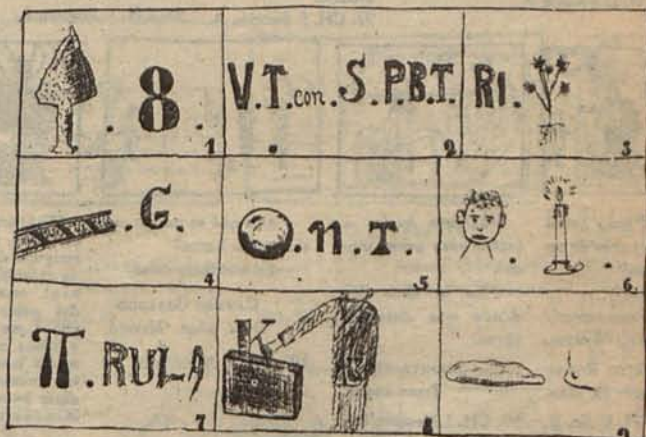 . 8 .
1
V.T. con. S. P.B.T.
2
RI.
3
. G.
4
. n. T.
5
.
6
π. RULA
7
K
8
9